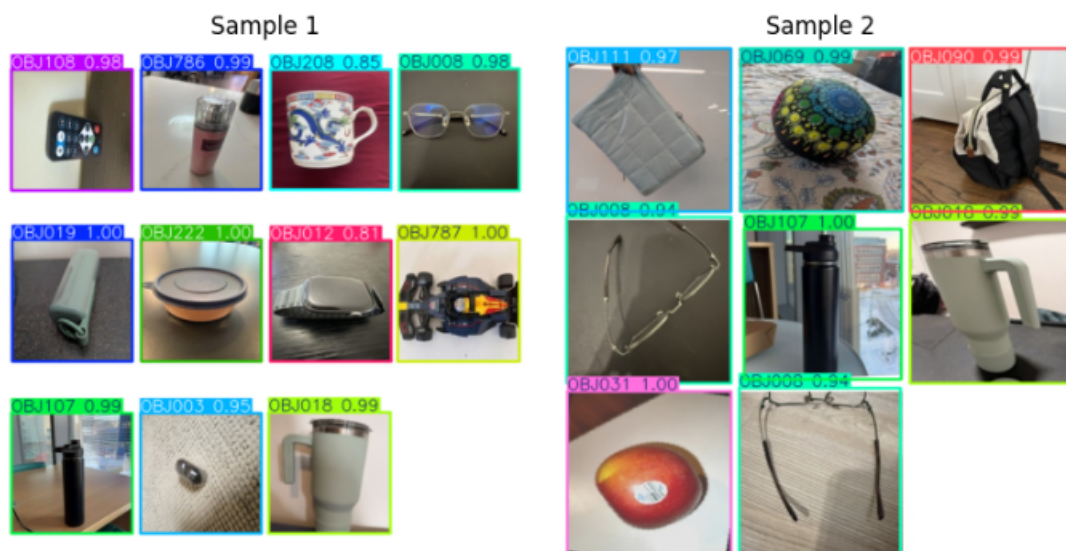 Sample 1
OBJ108 0.98
OBJ786 0.99
OBJ208 0.85
OBJ008 0.98
OBJ019 1.00
OBJ222 1.00
OBJ012 0.81
OBJ787 1.00
OBJ107 0.99
OBJ003 0.95
OBJ018 0.99
Sample 2
OBJ111 0.97
OBJ069 0.99
OBJ090 0.99
OBJ008 0.94
OBJ107 1.00
OBJ018 0.99
OBJ031 1.00
OBJ008 0.94